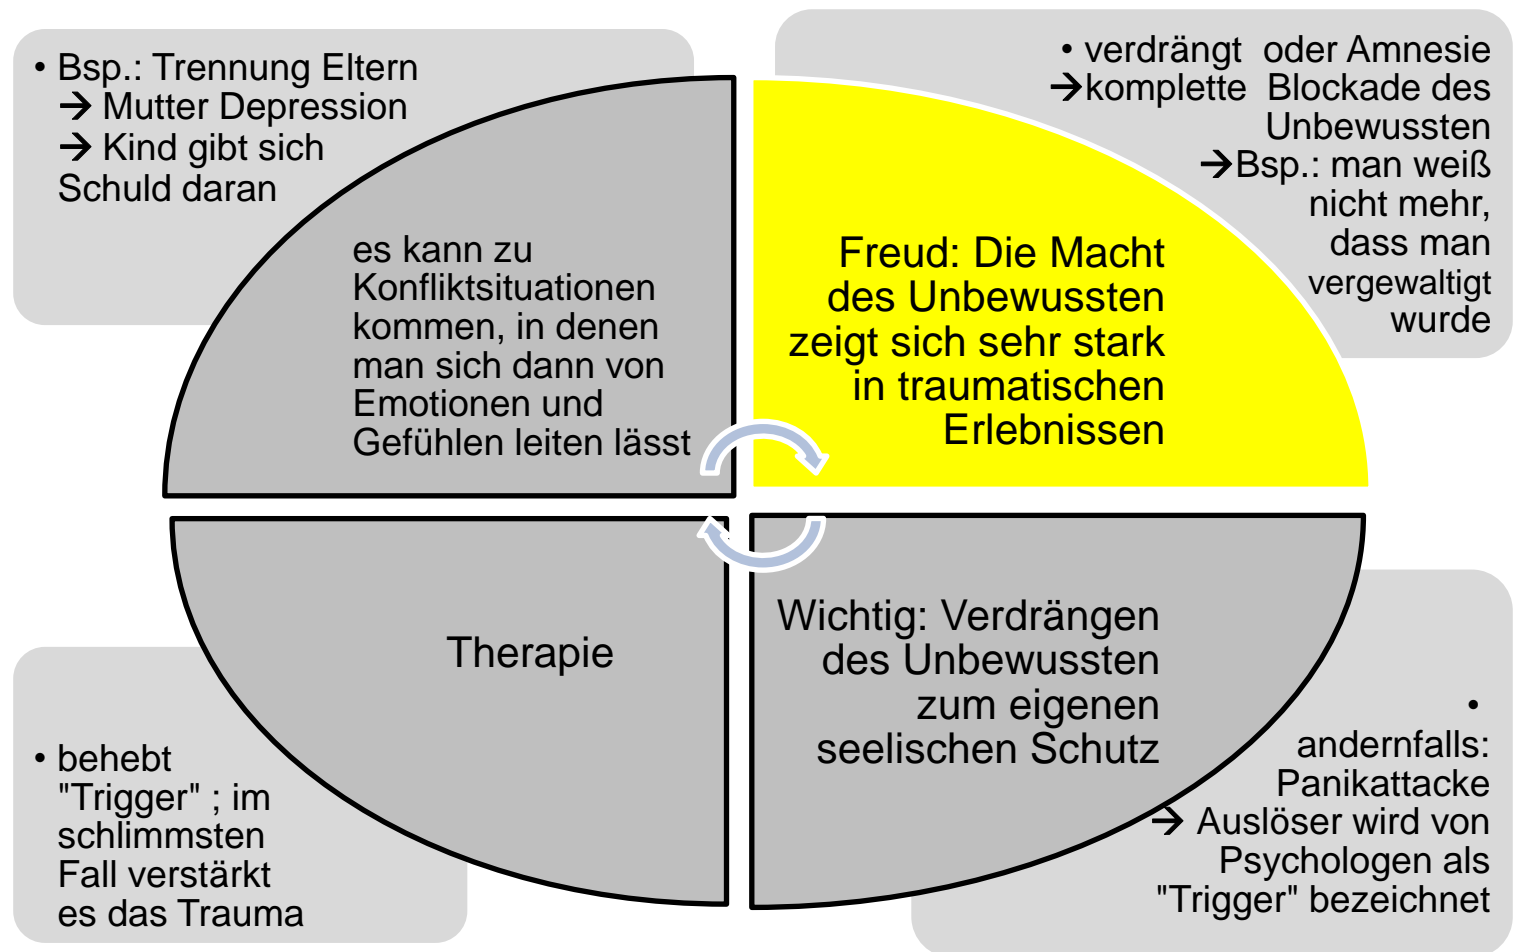 • Bsp.: Trennung Eltern
→ Mutter Depression
→ Kind gibt sich
Schuld daran
es kann zu
Konfliktsituationen
kommen, in denen
man sich dann von
Emotionen und
Gefühlen leiten lässt
• verdrängt oder Amnesie
→komplette Blockade des
Unbewussten
→Bsp.: man weiß
nicht mehr,
dass man
vergewaltigt
wurde
Freud: Die Macht
des Unbewussten
zeigt sich sehr stark
in traumatischen
Erlebnissen
Therapie
• behebt
"Trigger" ; im
schlimmsten
Fall verstärkt
es das Trauma
Wichtig: Verdrängen
des Unbewussten
zum eigenen
seelischen Schutz
•
andernfalls:
Panikattacke
→ Auslöser wird von
Psychologen als
"Trigger" bezeichnet